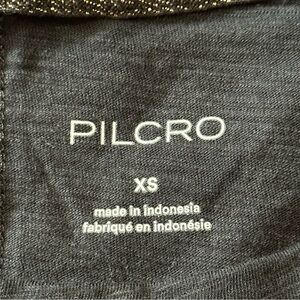 PILCRO
XS
made in Indonesia
fabriqué en indonésie